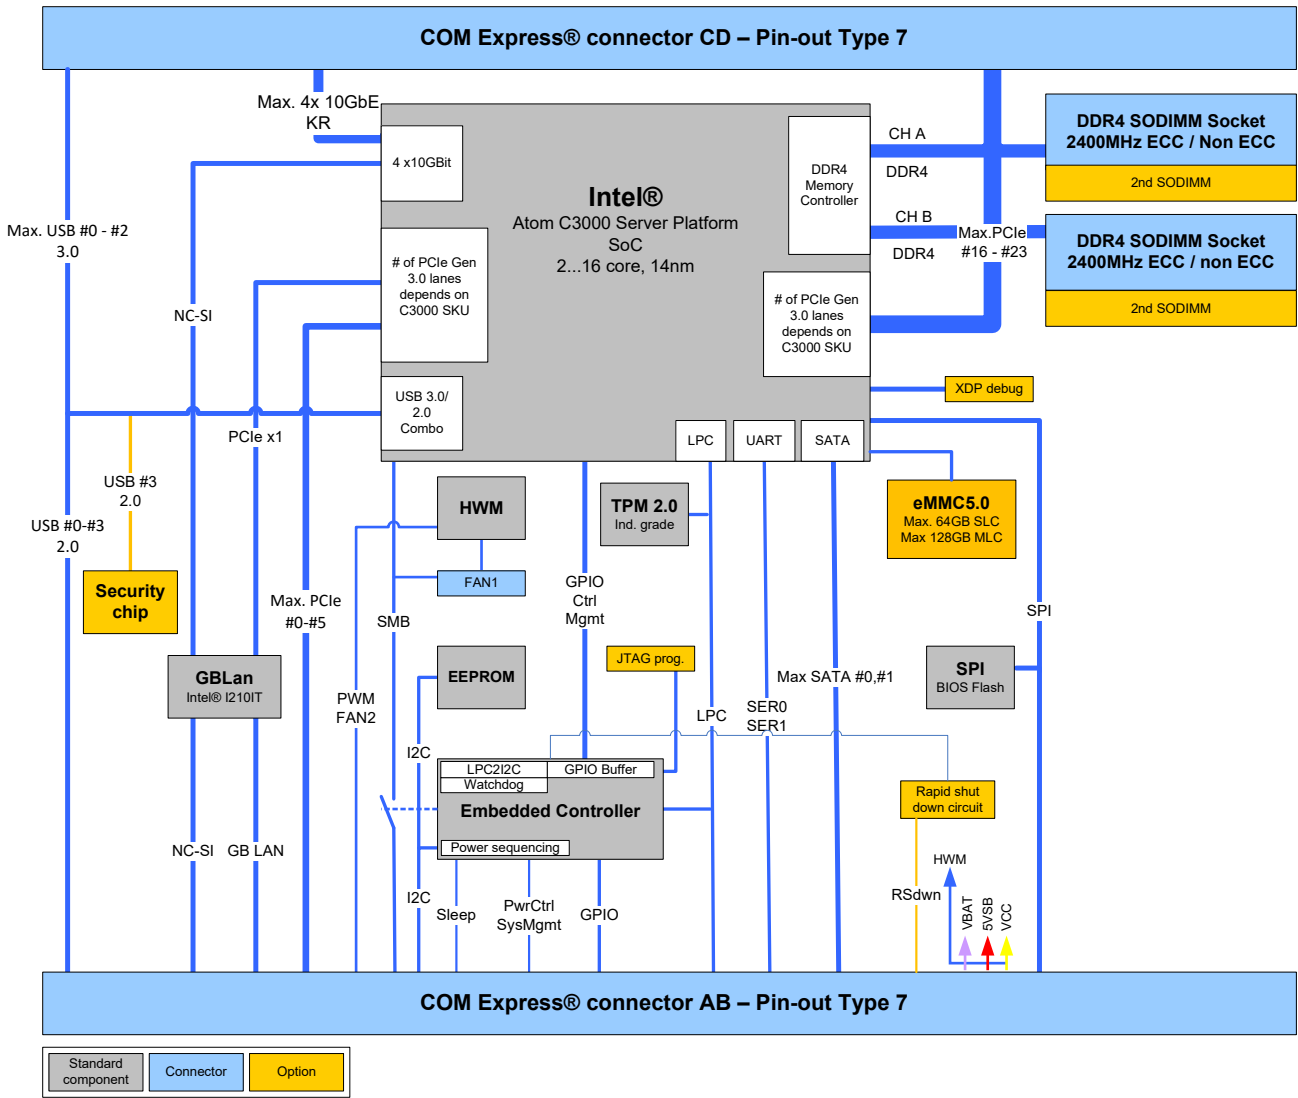 COM Express® connector CD – Pin-out Type 7
Max. 4x 10GbE
KR
4 x10GBit
NC-SI
Max. USB #0 - #2
3.0
Intel®
Atom C3000 Server Platform
SoC
2...16 core, 14nm
DDR4
Memory
Controller
CH A
DDR4
CH B
DDR4
DDR4 SODIMM Socket
2400MHz ECC / Non ECC
2nd SODIMM
DDR4 SODIMM Socket
2400MHz ECC / non ECC
2nd SODIMM
Max.PCIe
#16 - #23
# of PCIe Gen
3.0 lanes
depends on
C3000 SKU
# of PCIe Gen
3.0 lanes
depends on
C3000 SKU
USB 3.0/
2.0
Combo
PCIe x1
LPC
UART
SATA
XDP debug
USB #3
2.0
USB #0-#3
2.0
Security
chip
HWM
FAN1
TPM 2.0
Ind. grade
eMMC5.0
Max. 64GB SLC
Max 128GB MLC
GPIO
Ctrl
Mgmt
Max. PCIe
#0-#5
SMB
SPI
JTAG prog.
EEPROM
GBLan
Intel® I210IT
SPI
BIOS Flash
Max SATA #0,#1
PWM
FAN2
LPC
SER0
SER1
I2C
LPC2I2C
GPIO Buffer
Watchdog
Embedded Controller
Power sequencing
Rapid shut
down circuit
NC-SI
GB LAN
I2C
Sleep
PwrCtrl
SysMgmt
GPIO
RSdwn
HWM
VBAT
5VSB
VCC
COM Express® connector AB – Pin-out Type 7
Standard
component
Connector
Option